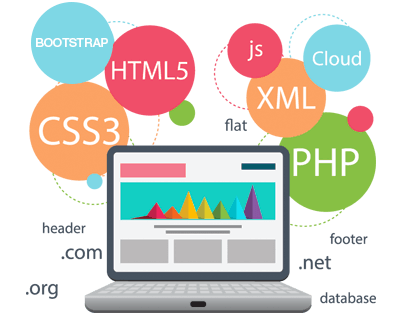 BOOTSTRAP
HTML5
CSS3
js
Cloud
XML
flat
PHP
header
.com
.org
footer
.net
database